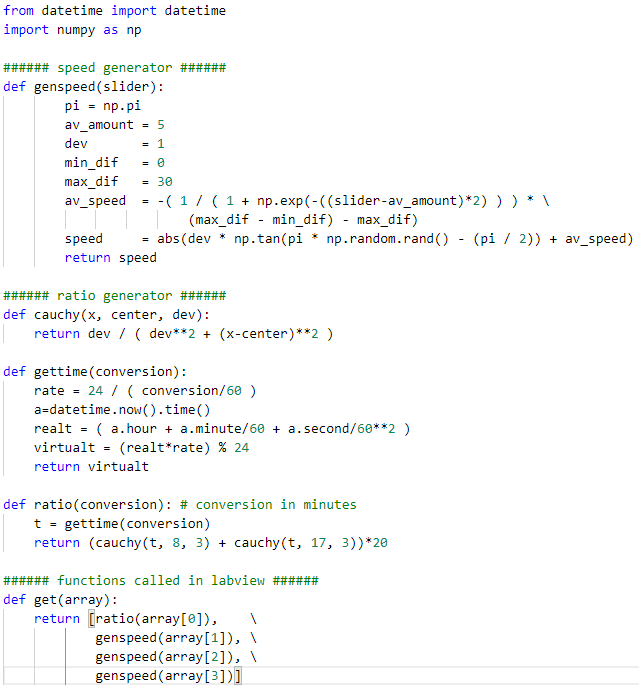 from datetime import datetime
import numpy as np

###### speed generator ######
def genspeed(slider):
        pi = np.pi
        av_amount = 5
        dev       = 1
        min_dif   = 0
        max_dif   = 30
        av_speed  = -( 1 / ( 1 + np.exp(-((slider-av_amount)*2) ) ) * \
                        (max_dif - min_dif) - max_dif)
        speed     = abs(dev * np.tan(pi * np.random.rand() - (pi / 2)) + av_speed)
        return speed

###### ratio generator ######
def cauchy(x, center, dev):
    return dev / ( dev**2 + (x-center)**2 )

def gettime(conversion):
    rate = 24 / ( conversion/60 )
    a=datetime.now().time()
    realt = ( a.hour + a.minute/60 + a.second/60**2 )
    virtualt = (realt*rate) % 24
    return virtualt

def ratio(conversion): # conversion in minutes
    t = gettime(conversion)
    return (cauchy(t, 8, 3) + cauchy(t, 17, 3))*20

###### functions called in labview ######
def get(array):
    return [ratio(array[0]),    \
            genspeed(array[1]), \
            genspeed(array[2]), \
            genspeed(array[3])]